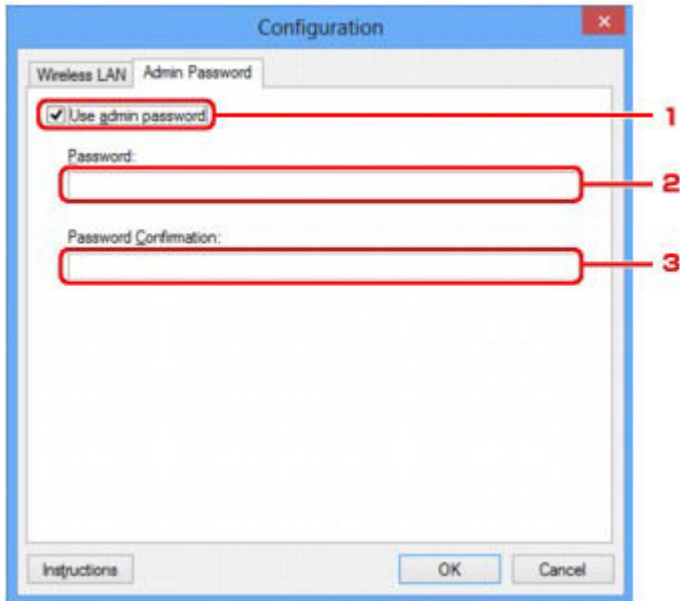 Configuration
Wireless LAN
Admin Password
Use admin password
1
Password:
2
Password Confirmation:
3
Instructions
OK
Cancel